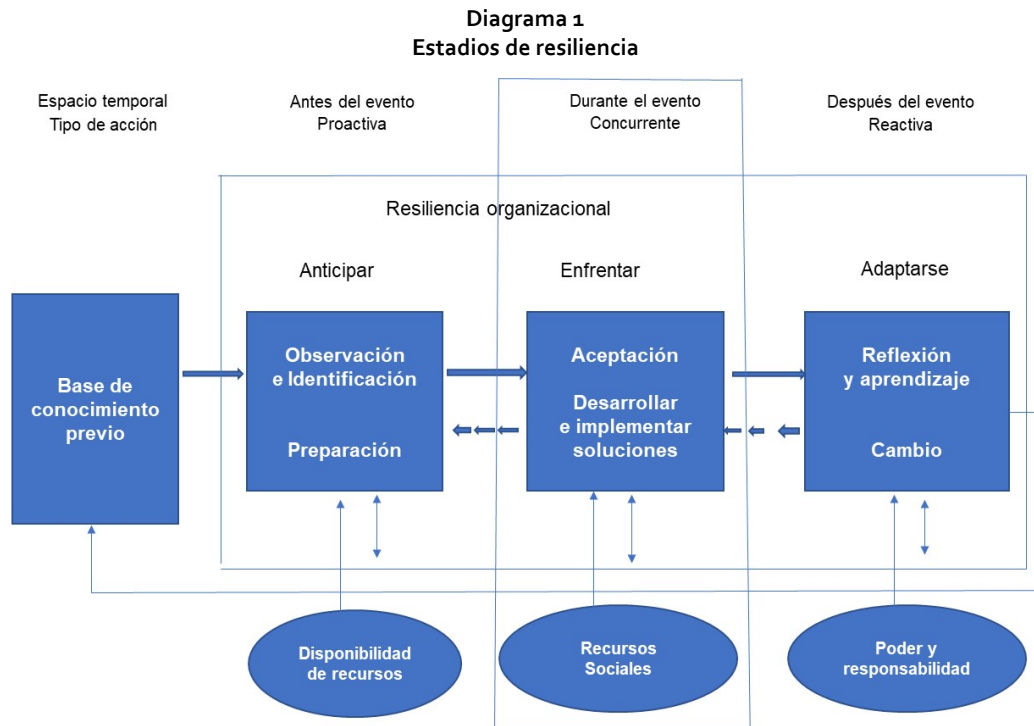 Diagrama 1
Estadios de resiliencia
Espacio temporal
Tipo de acción
Antes del evento
Proactiva
Durante el evento
Concurrente
Después del evento
Reactiva
Resiliencia organizacional
Anticipar
Enfrentar
Adaptarse
Base de
conocimiento
previo
Observación
e Identificación
Preparación
Aceptación
Desarrollar
e implementar
soluciones
Reflexión
y aprendizaje
Cambio
Disponibilidad
de recursos
Recursos
Sociales
Poder y
responsabilidad